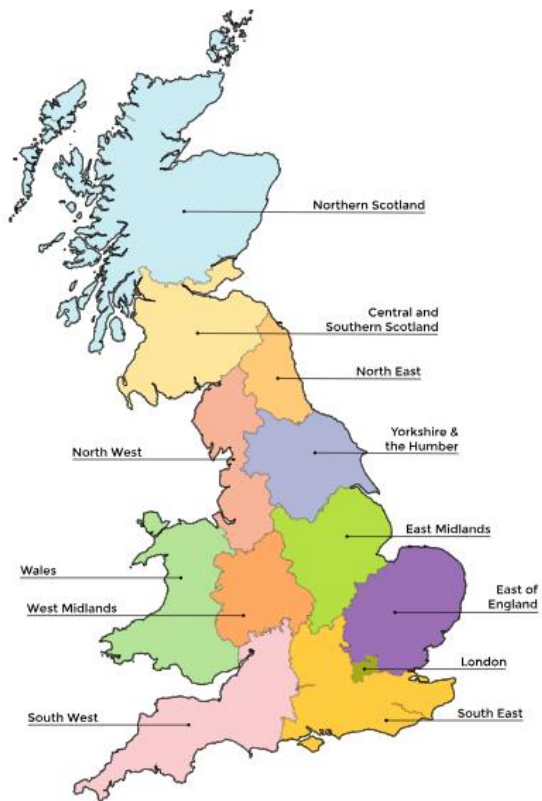 Northern Scotland
Central and
Southern Scotland
North East
Yorkshire &
the Humber
North West
East Midlands
Wales
East of
England
West Midlands
London
South East
South West